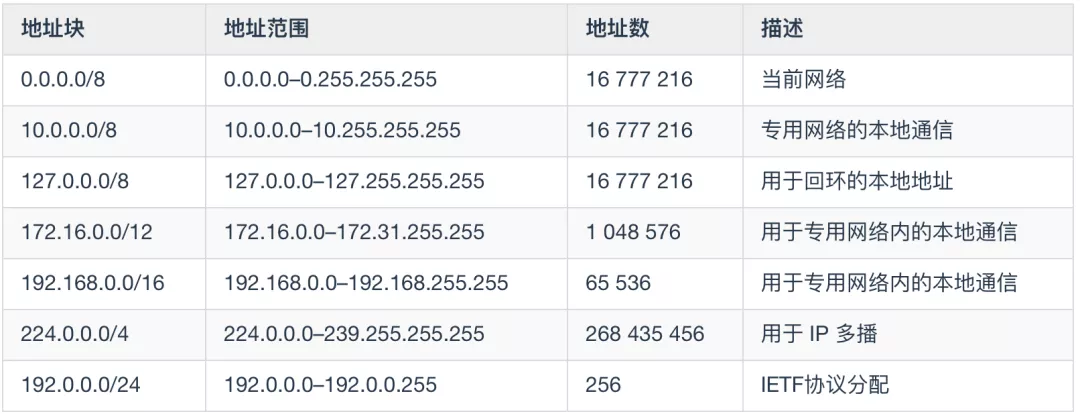 地址块 地址范围 地址数 描述
0.0.0.0/8 0.0.0.0–0.255.255.255 16 777 216 当前网络
10.0.0.0/8 10.0.0.0–10.255.255.255 16 777 216 专用网络的本地通信
127.0.0.0/8 127.0.0.0–127.255.255.255 16 777 216 用于回环的本地地址
172.16.0.0/12 172.16.0.0–172.31.255.255 1 048 576 用于专用网络内的本地通信
192.168.0.0/16 192.168.0.0–192.168.255.255 65 536 用于专用网络内的本地通信
224.0.0.0/4 224.0.0.0–239.255.255.255 268 435 456 用于 IP 多播
192.0.0.0/24 192.0.0.0–192.0.0.255 256 IETF协议分配